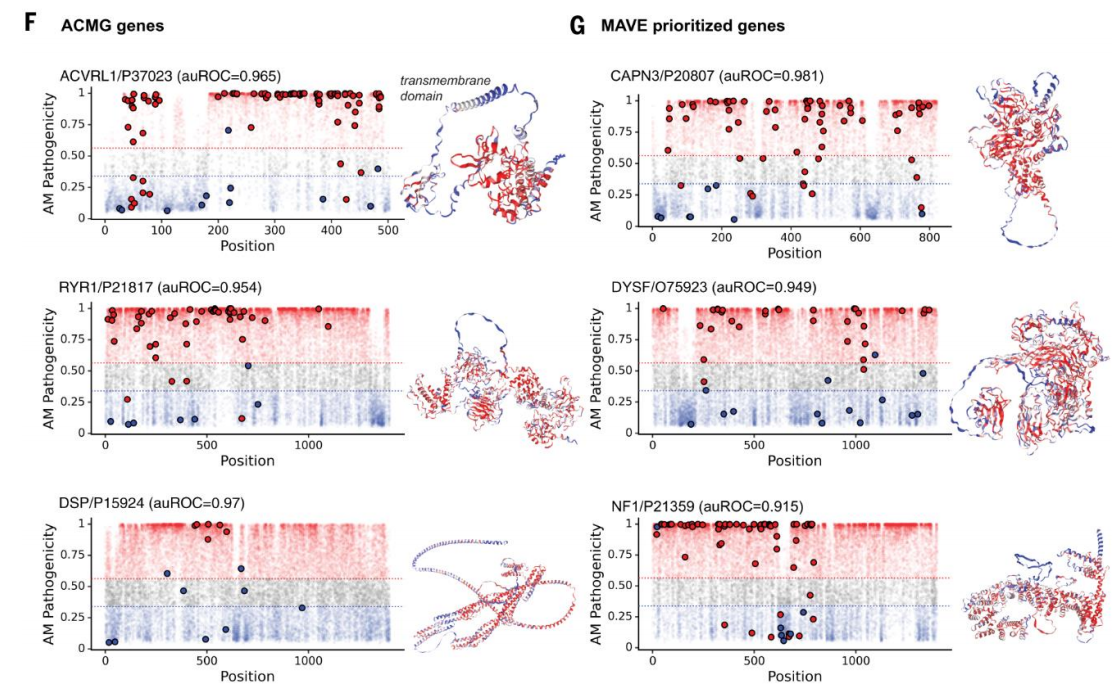 F ACMG genes
G MAVE prioritized genes
ACVRL1/P37023 (auROC=0.965)
transmembrane
domain
AM Pathogenicity
1
0.75
0.50
0.25
0
0 100 200 300 400 500
Position
CAPN3/P20807 (auROC=0.981)
AM Pathogenicity
1
0.75
0.50
0.25
0
0 200 400 600 800
Position
RYR1/P21817 (auROC=0.954)
AM Pathogenicity
1
0.75
0.50
0.25
0
0 500 1000
Position
DYSF/O75923 (auROC=0.949)
AM Pathogenicity
1
0.75
0.50
0.25
0
0 500 1000
Position
DSP/P15924 (auROC=0.97)
AM Pathogenicity
1
0.75
0.50
0.25
0
0 500 1000
Position
NF1/P21359 (auROC=0.915)
AM Pathogenicity
1
0.75
0.50
0.25
0
0 500 1000
Position